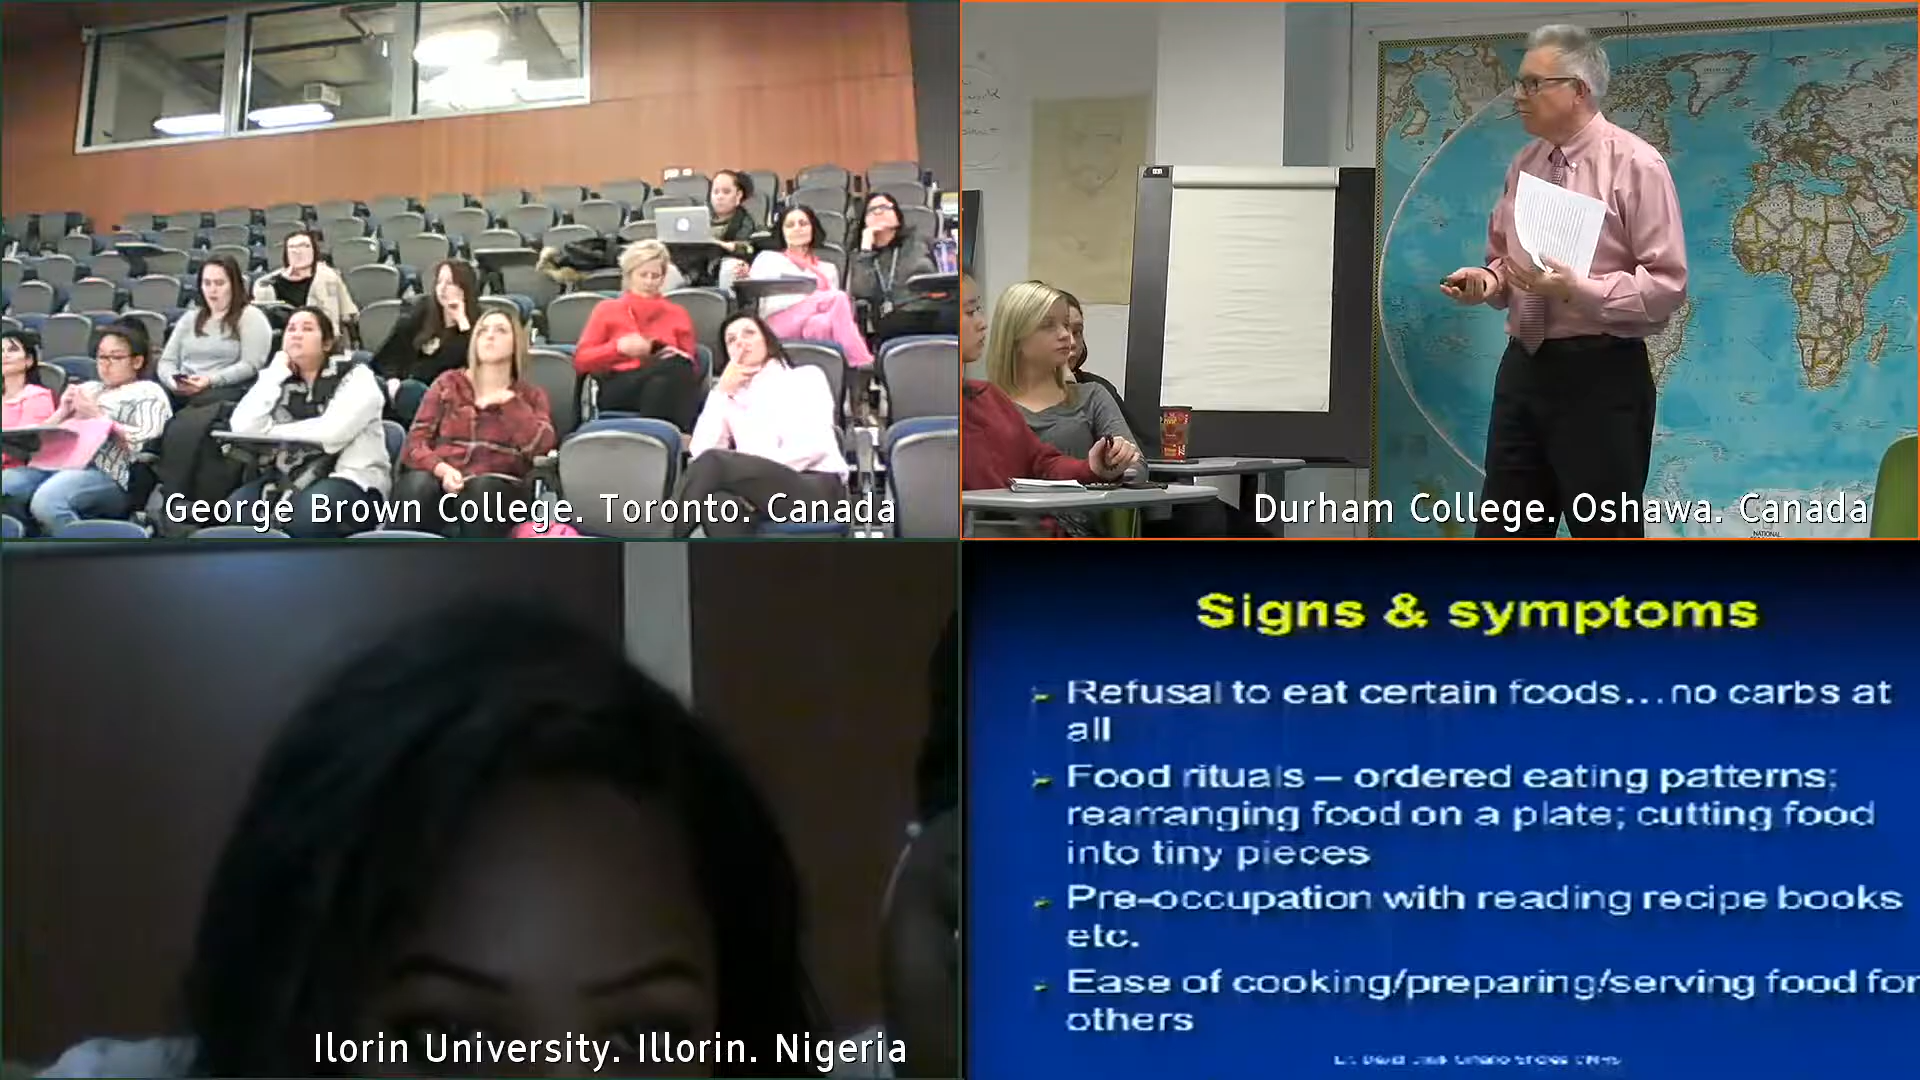 George Brown College. Toronto. Canada
Durham College. Oshawa. Canada
NATIONAL
Ilorin University. Illorin. Nigeria
Signs & symptoms
Refusal to eat certain foods...no carbs at
all
Food rituals – ordered eating patterns;
rearranging food on a plate; cutting food
into tiny pieces
Pre-occupation with reading recipe books
etc.
Ease of cooking/preparing/serving food for
others